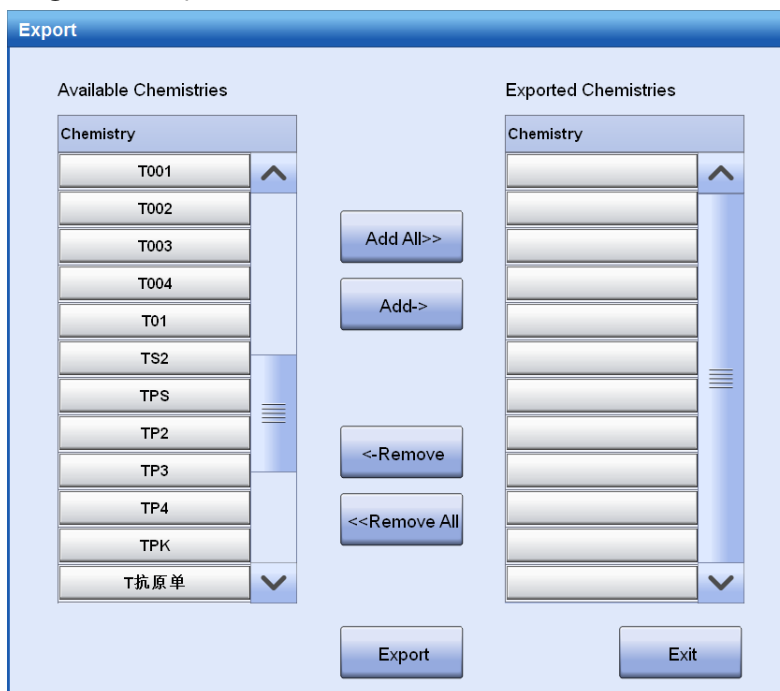 Export
Available Chemistries
Exported Chemistries
Chemistry
Chemistry
T001
T002
T003
T004
T01
TS2
TPS
TP2
TP3
TP4
TPK
T抗原单
Add All>>
Add->
<-Remove
<<Remove All
Export
Exit